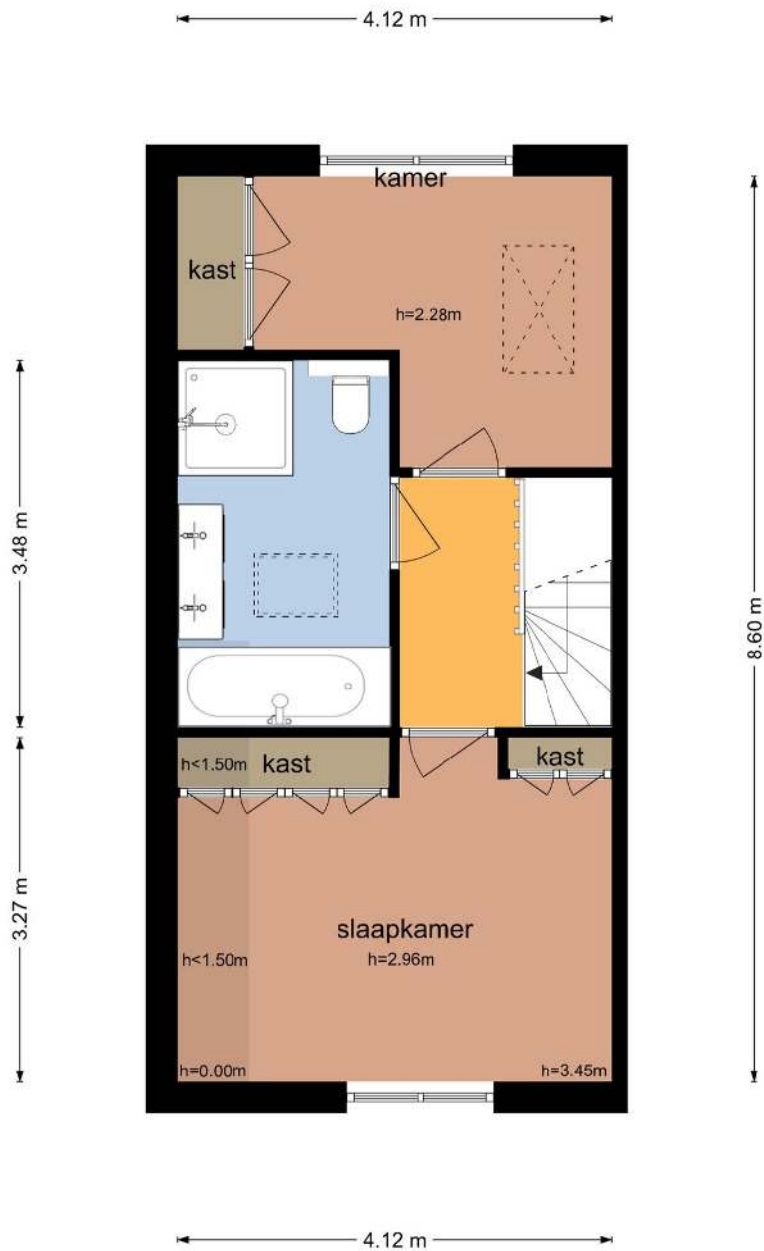 4.12 m
kamer
kast
h=2.28m
3.48 m
8.60 m
h<1.50m
kast
kast
3.27 m
slaapkamer
h<1.50m
h=2.96m
h=0.00m
h=3.45m
4.12 m